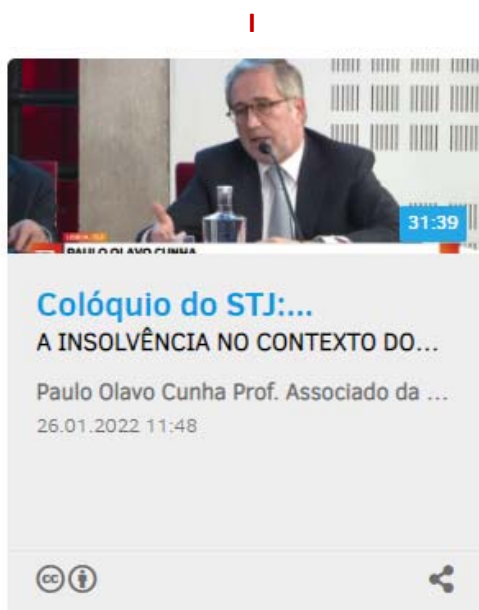 I
31:39
PAULO OLAVO CUNHA
Colóquio do STJ:...
A INSOLVÊNCIA NO CONTEXTO DO...
Paulo Olavo Cunha Prof. Associado da ...
26.01.2022 11:48
cc